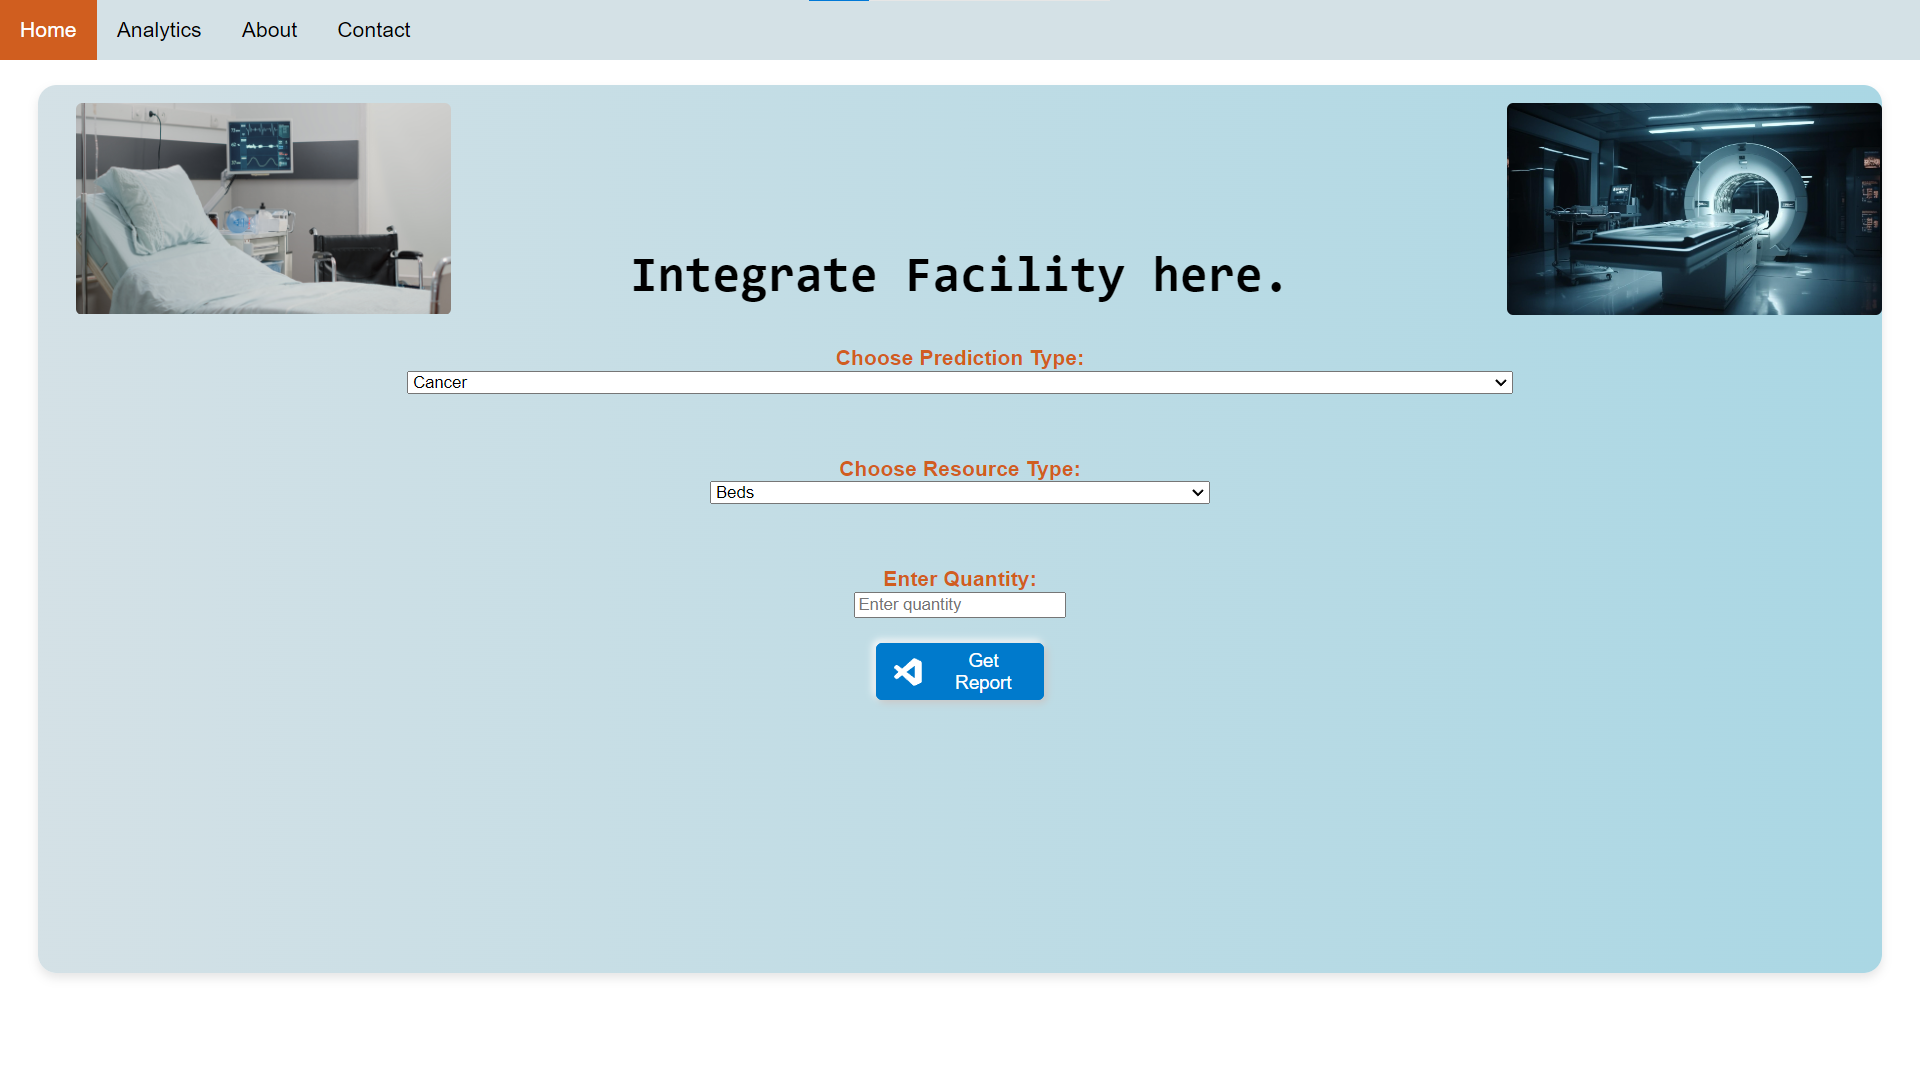 Home Analytics About Contact
Integrate Facility here.
Choose Prediction Type:
Cancer
Choose Resource Type:
Beds
Enter Quantity:
Enter quantity
Get
Report